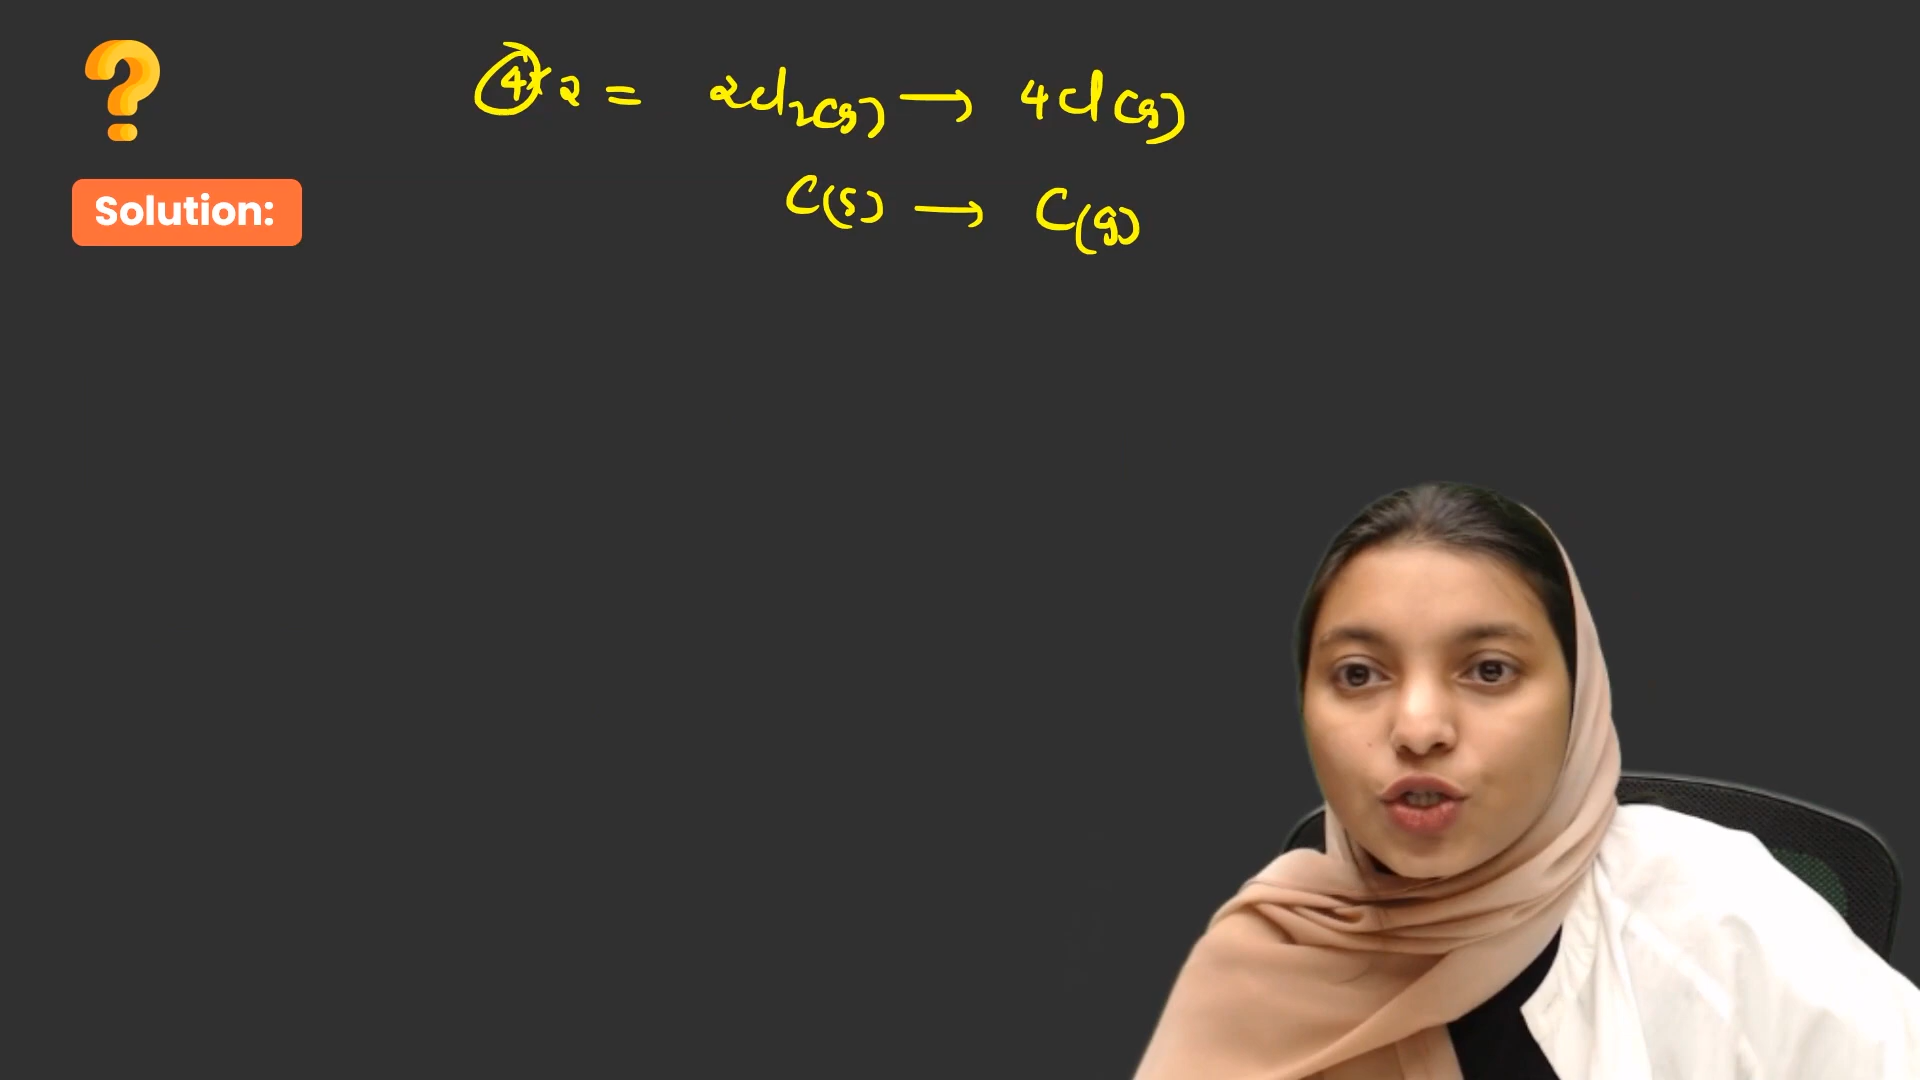 ④ × 2 = 2Cl₂(g) ⟶ 4Cl(g)
C(s) ⟶ C(g)
Solution: